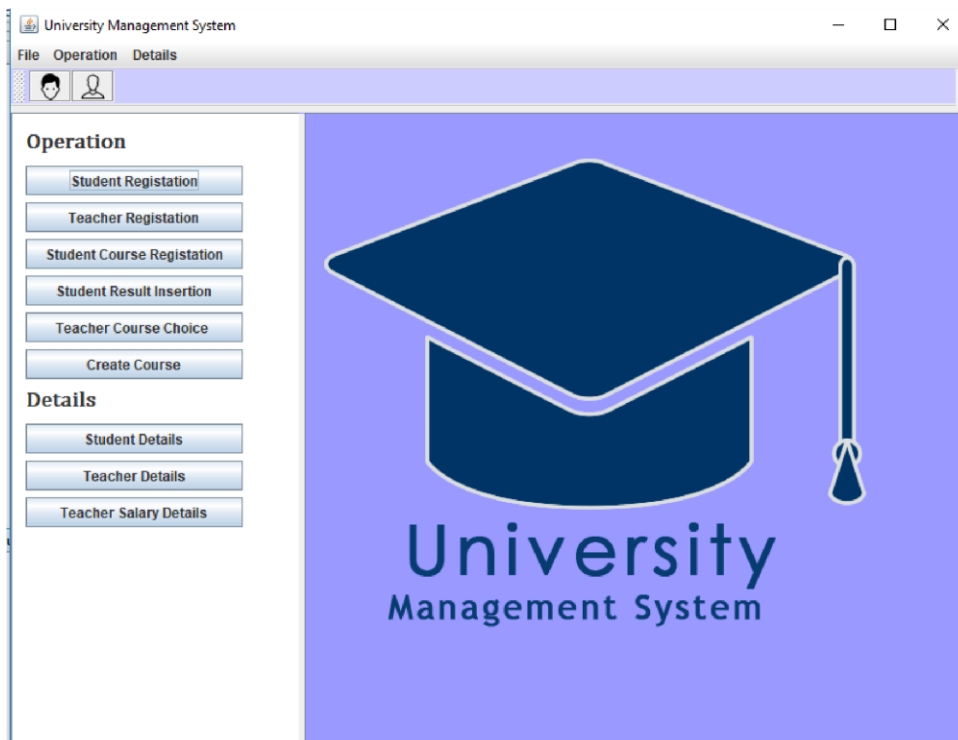 University Management System
File Operation Details
Operation
Student Registation
Teacher Registation
Student Course Registation
Student Result Insertion
Teacher Course Choice
Create Course
Details
Student Details
Teacher Details
Teacher Salary Details
University
Management System